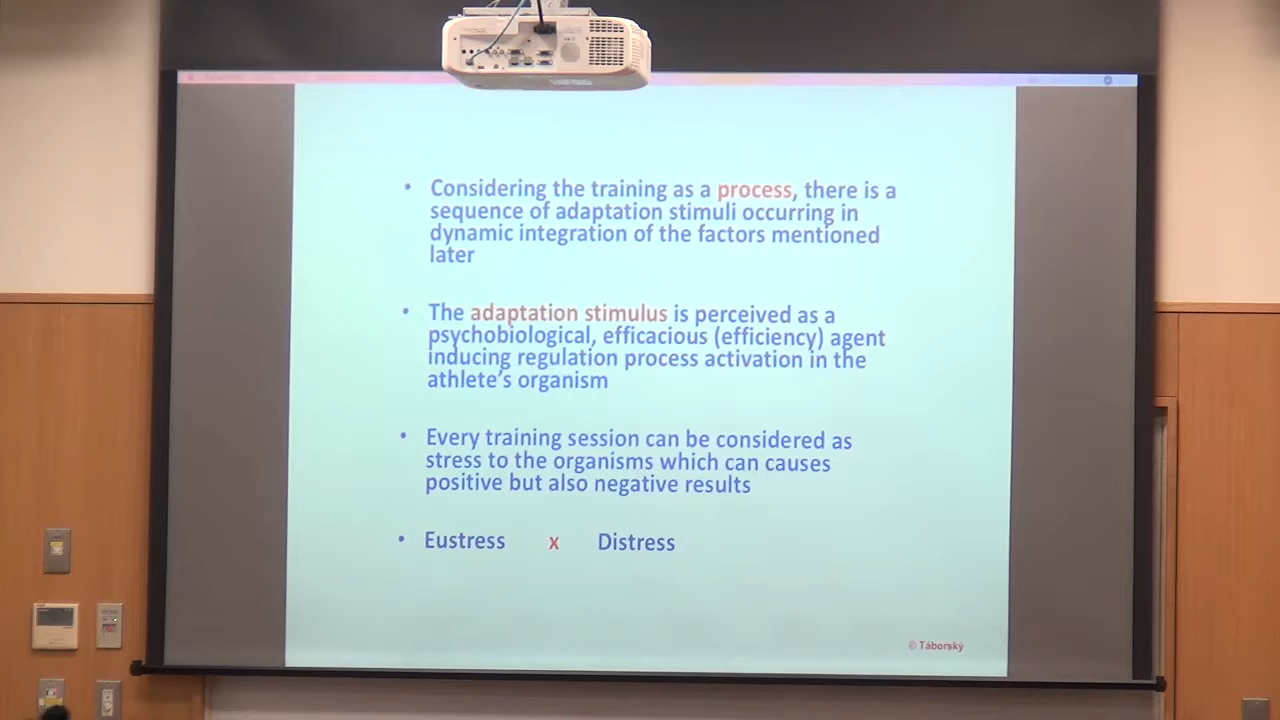 • Considering the training as a process, there is a
sequence of adaptation stimuli occurring in
dynamic integration of the factors mentioned
later
• The adaptation stimulus is perceived as a
psychobiological, efficacious (efficiency) agent
inducing regulation process activation in the
athlete's organism
• Every training session can be considered as
stress to the organisms which can causes
positive but also negative results
• Eustress x Distress
© Táborský